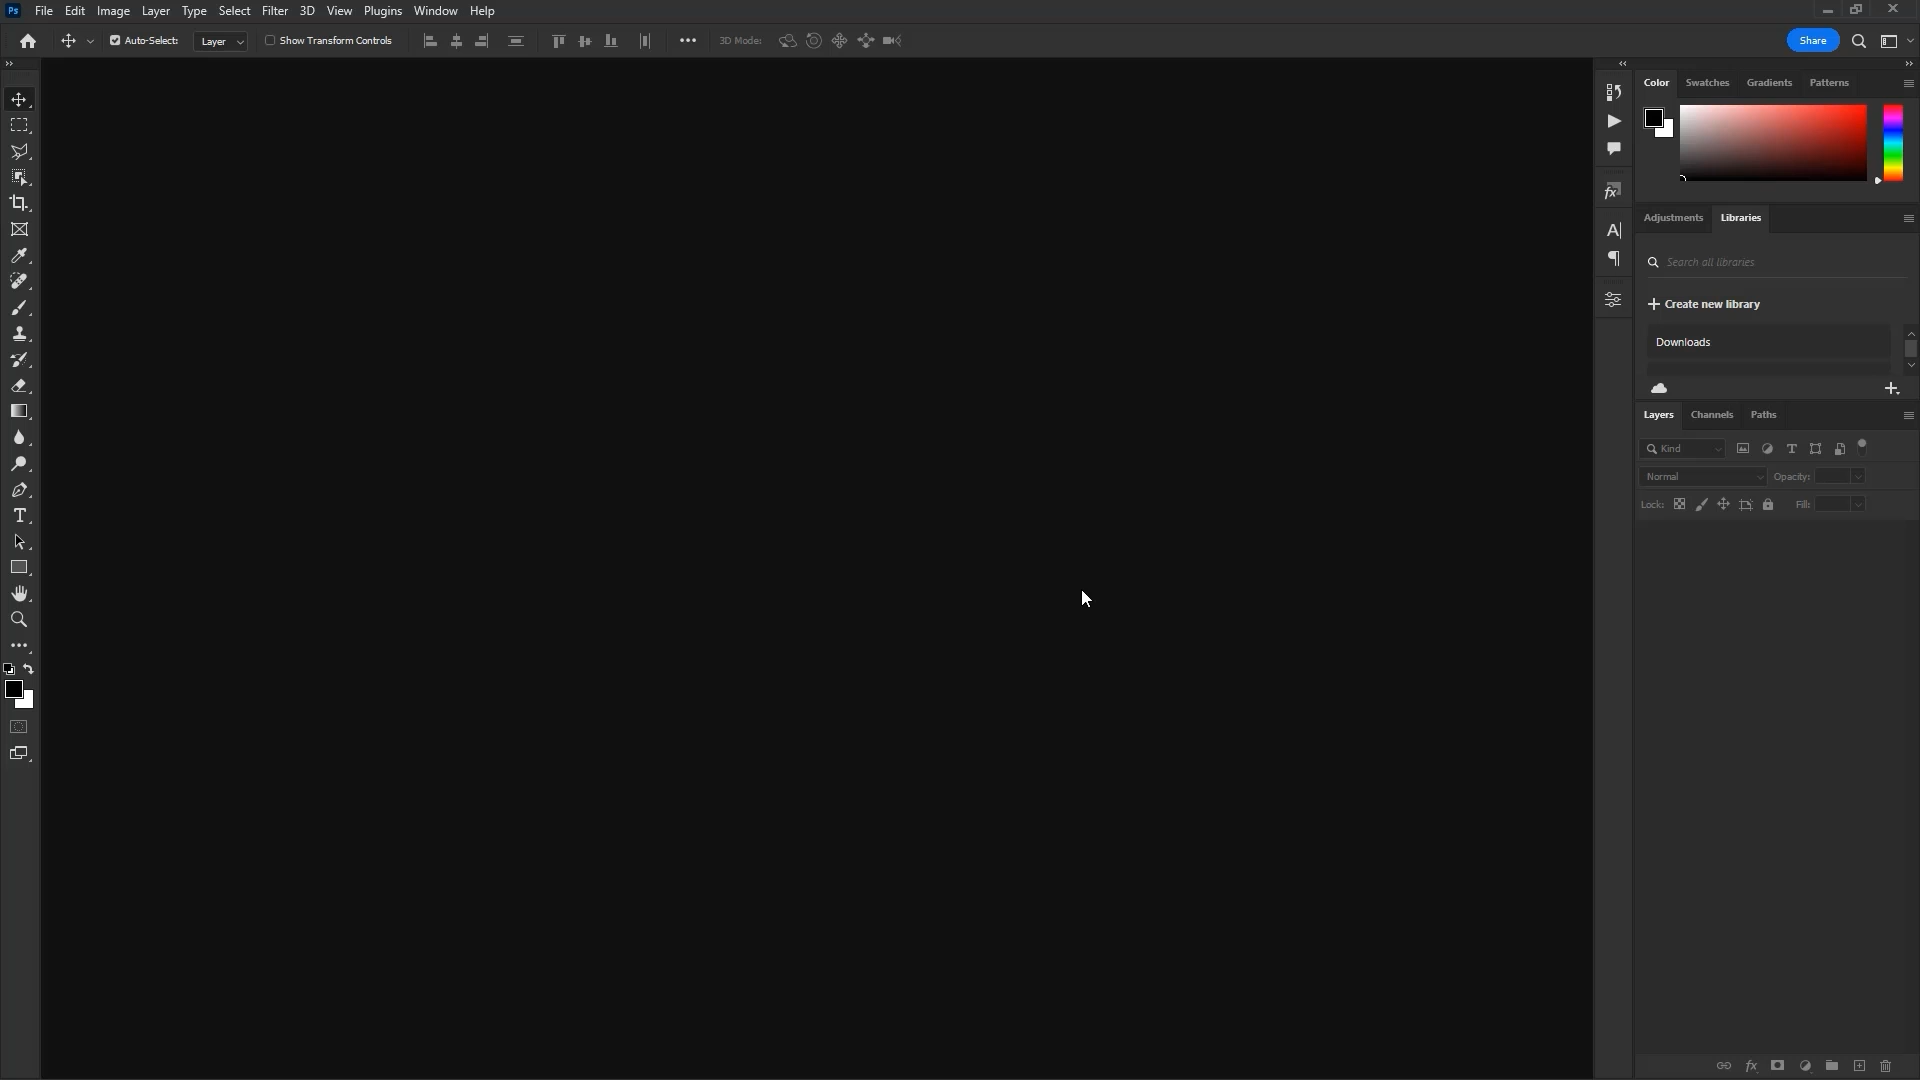 Ps File Edit Image Layer Type Select Filter 3D View Plugins Window Help
Auto-Select: Layer Show Transform Controls 3D Mode: Share
Color Swatches Gradients Patterns
Adjustments Libraries
Search all libraries
Create new library
Downloads
Layers Channels Paths
Kind
Normal Opacity:
Lock: Fill: